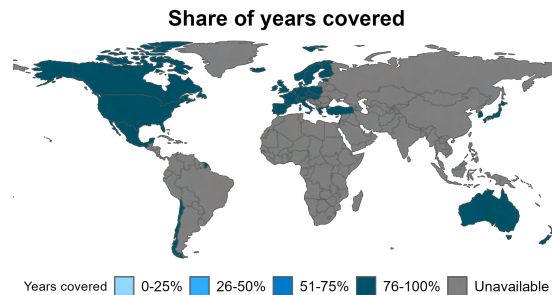 Share of years covered
Years covered 0-25% 26-50% 51-75% 76-100% Unavailable